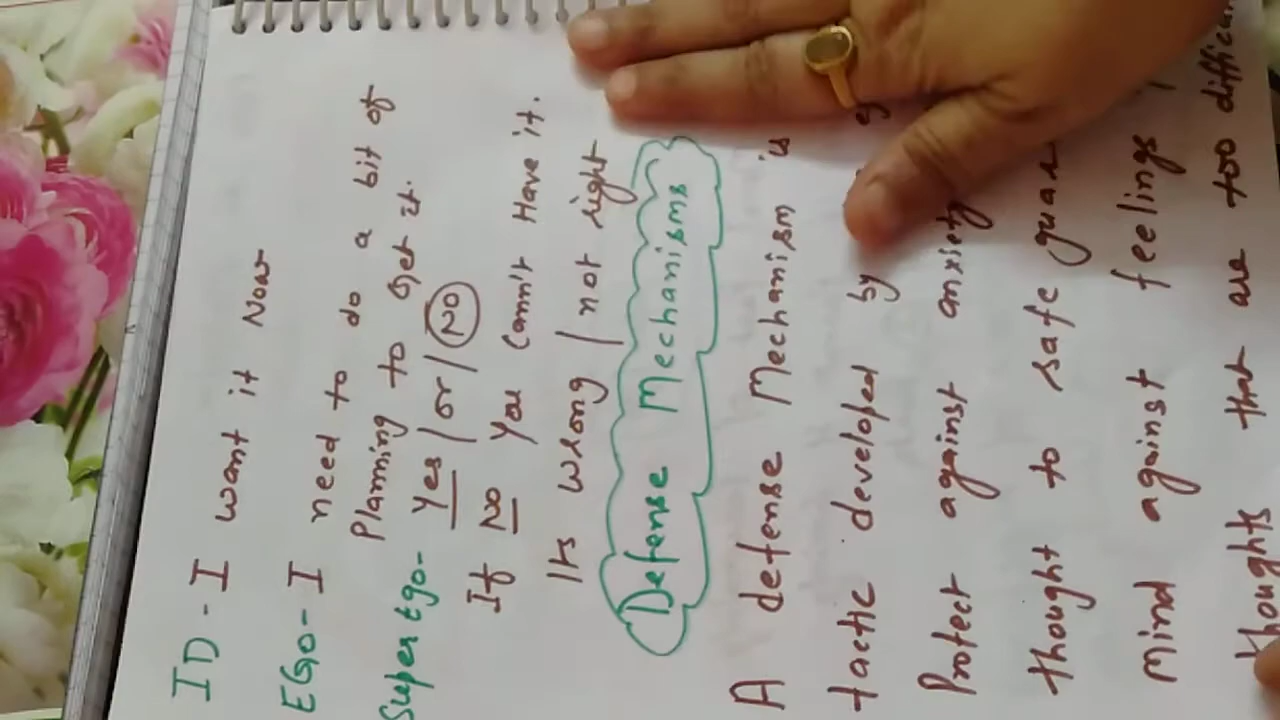 ID - I want it Now
EGO - I need to do a bit of
Planning to Get it.
Super ego - Yes / or / No
If No You cann't Have it.
Its wrong / not right
Defense Mechanisms
A defense Mechanism is
tactic developed by
Protect against anxiety
thought to safe guar
mind against feelings
thoughts that are too difficul